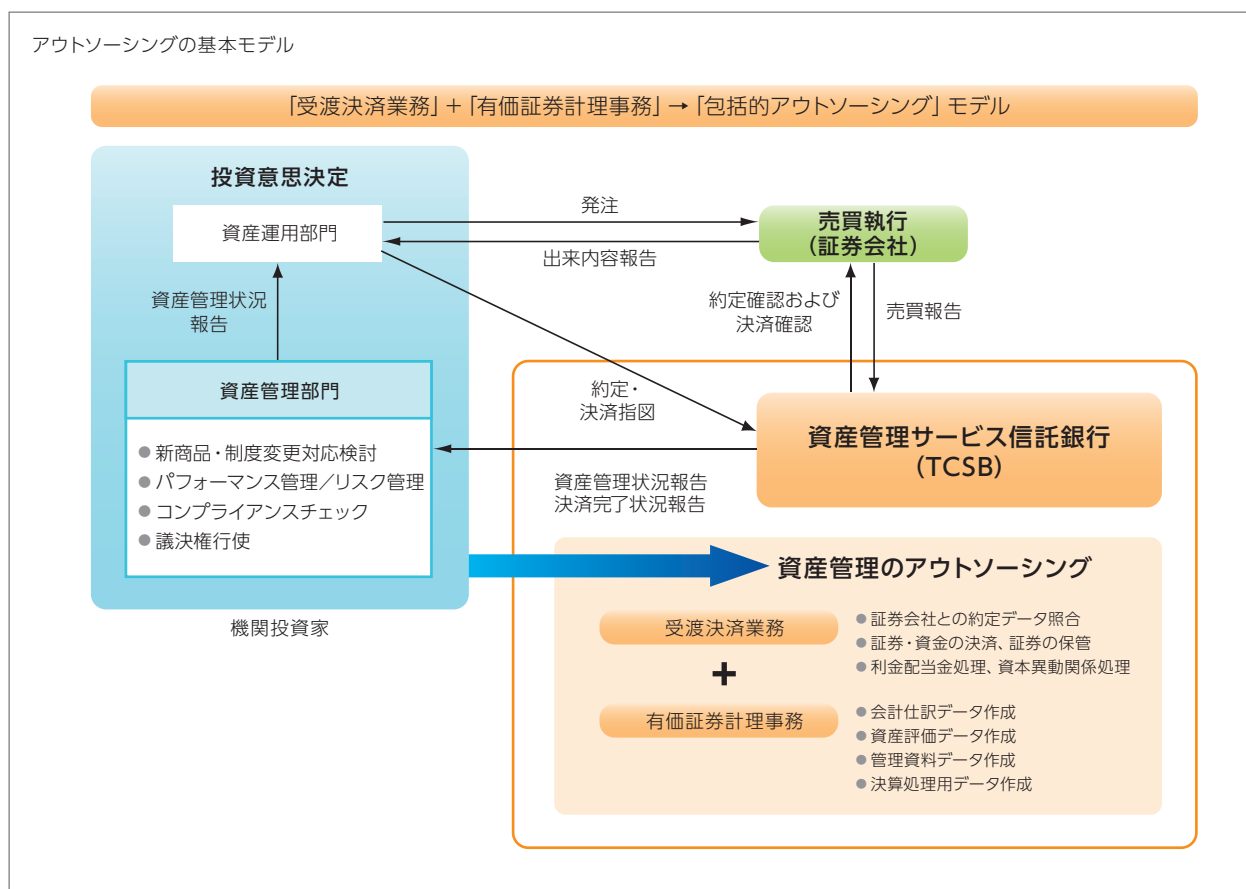 アウトソーシングの基本モデル
「受渡決済業務」+「有価証券計理事務」→「包括的アウトソーシング」モデル
投資意思決定
資産運用部門
発注
出来内容報告
売買執行
(証券会社)
資産管理状況
報告
約定確認および
決済確認
売買報告
資産管理部門
新商品・制度変更対応検討
パフォーマンス管理/リスク管理
コンプライアンスチェック
議決権行使
機関投資家
約定・
決済指図
資産管理サービス信託銀行
(TCSB)
資産管理状況報告
決済完了状況報告
資産管理のアウトソーシング
受渡決済業務
証券会社との約定データ照合
証券・資金の決済、証券の保管
利金配当金処理、資本異動関係処理
+
有価証券計理事務
会計仕訳データ作成
資産評価データ作成
管理資料データ作成
決算処理用データ作成